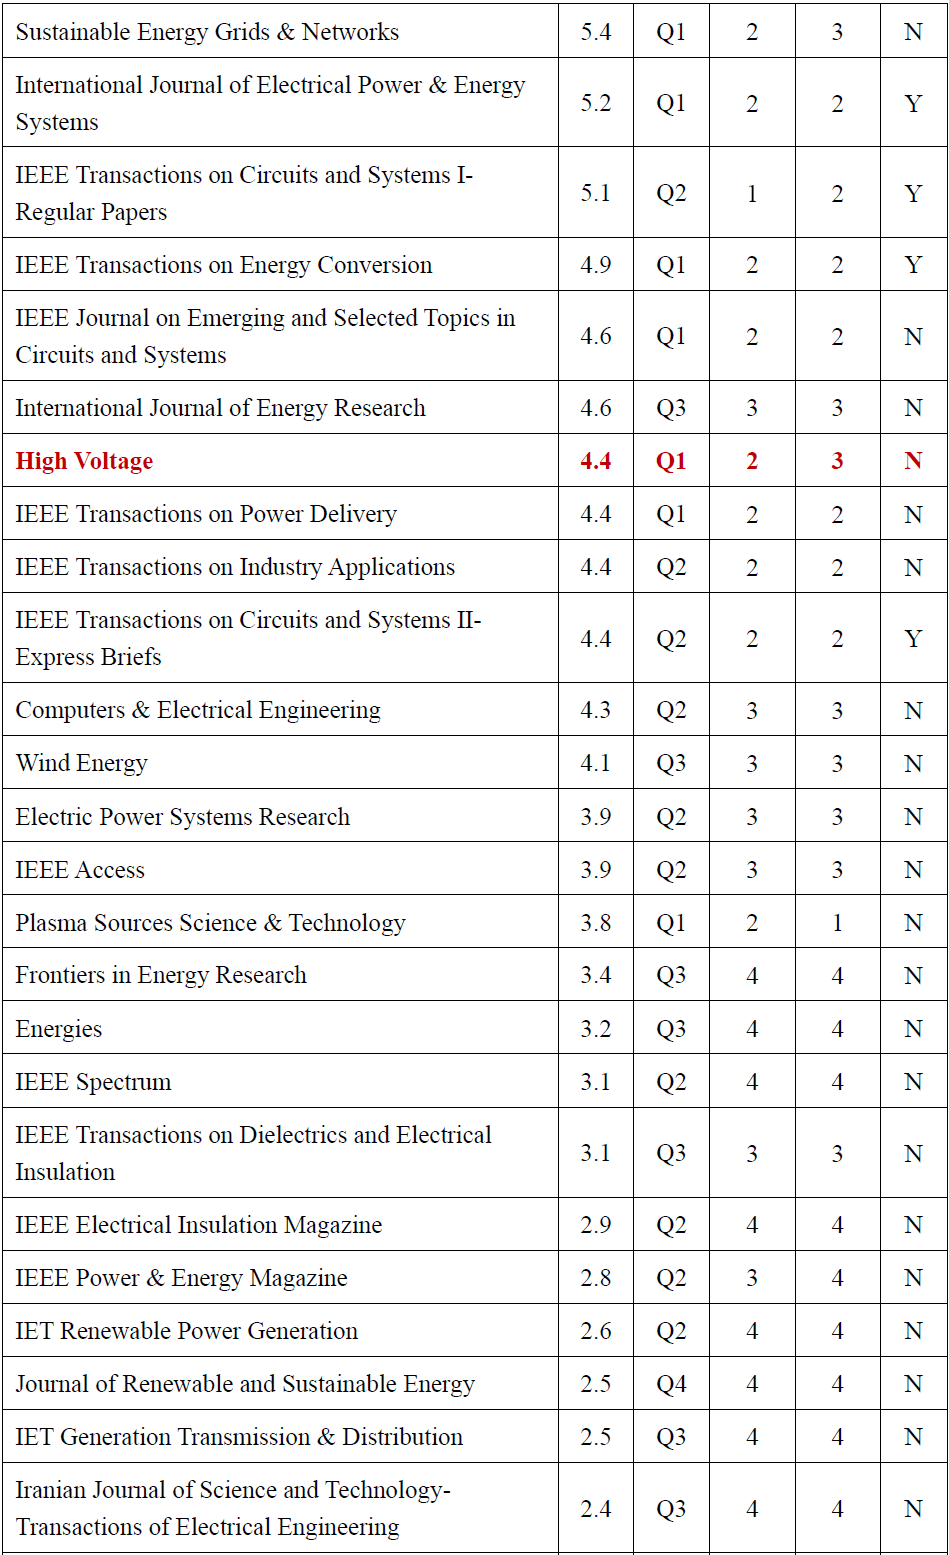 Sustainable Energy Grids & Networks 5.4 Q1 2 3 N
International Journal of Electrical Power & Energy
Systems 5.2 Q1 2 2 Y
IEEE Transactions on Circuits and Systems I-
Regular Papers 5.1 Q2 1 2 Y
IEEE Transactions on Energy Conversion 4.9 Q1 2 2 Y
IEEE Journal on Emerging and Selected Topics in
Circuits and Systems 4.6 Q1 2 2 N
International Journal of Energy Research 4.6 Q3 3 3 N
High Voltage 4.4 Q1 2 3 N
IEEE Transactions on Power Delivery 4.4 Q1 2 2 N
IEEE Transactions on Industry Applications 4.4 Q2 2 2 N
IEEE Transactions on Circuits and Systems II-
Express Briefs 4.4 Q2 2 2 Y
Computers & Electrical Engineering 4.3 Q2 3 3 N
Wind Energy 4.1 Q3 3 3 N
Electric Power Systems Research 3.9 Q2 3 3 N
IEEE Access 3.9 Q2 3 3 N
Plasma Sources Science & Technology 3.8 Q1 2 1 N
Frontiers in Energy Research 3.4 Q3 4 4 N
Energies 3.2 Q3 4 4 N
IEEE Spectrum 3.1 Q2 4 4 N
IEEE Transactions on Dielectrics and Electrical
Insulation 3.1 Q3 3 3 N
IEEE Electrical Insulation Magazine 2.9 Q2 4 4 N
IEEE Power & Energy Magazine 2.8 Q2 3 4 N
IET Renewable Power Generation 2.6 Q2 4 4 N
Journal of Renewable and Sustainable Energy 2.5 Q4 4 4 N
IET Generation Transmission & Distribution 2.5 Q3 4 4 N
Iranian Journal of Science and Technology-
Transactions of Electrical Engineering 2.4 Q3 4 4 N